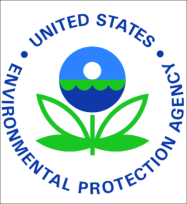 UNITED STATES
• ENVIRONMENTAL PROTECTION AGENCY •